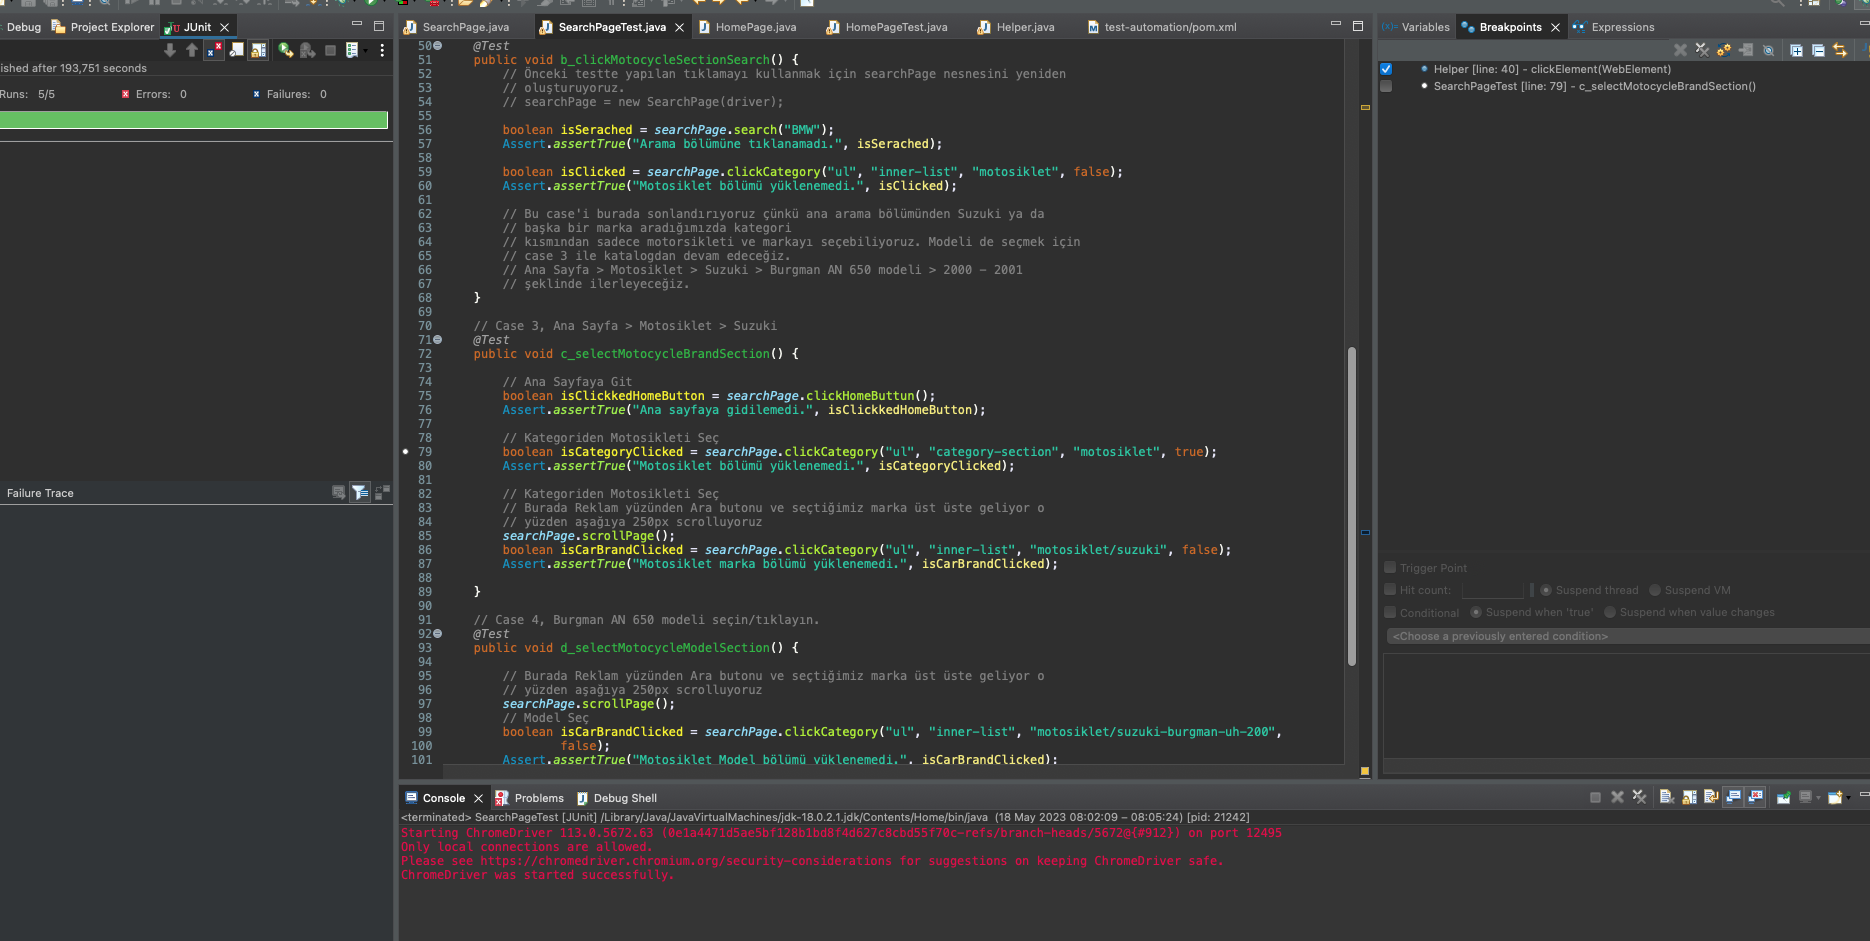 Debug Project Explorer JUnit
ished after 193,751 seconds
Runs: 5/5 Errors: 0 Failures: 0
Failure Trace
SearchPage.java SearchPageTest.java HomePage.java HomePageTest.java Helper.java test-automation/pom.xml
50 @Test
51 public void b_clickMotocycleSectionSearch() {
52 // Önceki testte yapılan tıklamayı kullanmak için searchPage nesnesini yeniden
53 // oluşturuyoruz.
54 // searchPage = new SearchPage(driver);
55
56 boolean isSerached = searchPage.search("BMW");
57 Assert.assertTrue("Arama bölümüne tıklanamadı.", isSerached);
58
59 boolean isClicked = searchPage.clickCategory("ul", "inner-list", "motosiklet", false);
60 Assert.assertTrue("Motosiklet bölümü yüklenemedi.", isClicked);
61
62 // Bu case'i burada sonlandırıyoruz çünkü ana arama bölümünden Suzuki ya da
63 // başka bir marka aradığımızda kategori
64 // kısmından sadece motorsikleti ve markayı seçebiliyoruz. Modeli de seçmek için
65 // case 3 ile katalogdan devam edeceğiz.
66 // Ana Sayfa > Motosiklet > Suzuki > Burgman AN 650 modeli > 2000 - 2001
67 // şeklinde ilerleyeceğiz.
68 }
69
70 // Case 3, Ana Sayfa > Motosiklet > Suzuki
71 @Test
72 public void c_selectMotocycleBrandSection() {
73
74 // Ana Sayfaya Git
75 boolean isClickkedHomeButton = searchPage.clickHomeButtun();
76 Assert.assertTrue("Ana sayfaya gidilemedi.", isClickkedHomeButton);
77
78 // Kategoriden Motosikleti Seç
79 boolean isCategoryClicked = searchPage.clickCategory("ul", "category-section", "motosiklet", true);
80 Assert.assertTrue("Motosiklet bölümü yüklenemedi.", isCategoryClicked);
81
82 // Kategoriden Motosikleti Seç
83 // Burada Reklam yüzünden Ara butonu ve seçtiğimiz marka üst üste geliyor o
84 // yüzden aşağıya 250px scrolluyoruz
85 searchPage.scrollPage();
86 boolean isCarBrandClicked = searchPage.clickCategory("ul", "inner-list", "motosiklet/suzuki", false);
87 Assert.assertTrue("Motosiklet marka bölümü yüklenemedi.", isCarBrandClicked);
88
89 }
90
91 // Case 4, Burgman AN 650 modeli seçin/tıklayın.
92 @Test
93 public void d_selectMotocycleModelSection() {
94
95 // Burada Reklam yüzünden Ara butonu ve seçtiğimiz marka üst üste geliyor o
96 // yüzden aşağıya 250px scrolluyoruz
97 searchPage.scrollPage();
98 // Model Seç
99 boolean isCarBrandClicked = searchPage.clickCategory("ul", "inner-list", "motosiklet/suzuki-burgman-uh-200",
100 false);
101 Assert.assertTrue("Motosiklet Model bölümü yüklenemedi.", isCarBrandClicked);
Variables Breakpoints Expressions
Helper [line: 40] - clickElement(WebElement)
SearchPageTest [line: 79] - c_selectMotocycleBrandSection()
Trigger Point
Hit count: Suspend thread Suspend VM
Conditional Suspend when 'true' Suspend when value changes
<Choose a previously entered condition>
Console Problems Debug Shell
<terminated> SearchPageTest [JUnit] /Library/Java/JavaVirtualMachines/jdk-18.0.2.1.jdk/Contents/Home/bin/java (18 May 2023 08:02:09 – 08:05:24) [pid: 21242]
Starting ChromeDriver 113.0.5672.63 (0e1a4471d5ae5bf128b1bd8f4d627c8cbd55f70c-refs/branch-heads/5672@{#912}) on port 12495
Only local connections are allowed.
Please see https://chromedriver.chromium.org/security-considerations for suggestions on keeping ChromeDriver safe.
ChromeDriver was started successfully.